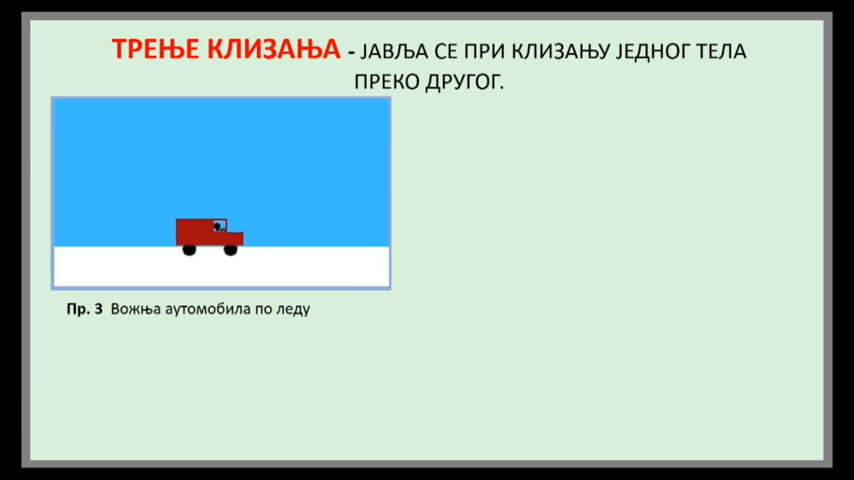 ТРЕЊЕ КЛИЗАЊА - ЈАВЉА СЕ ПРИ КЛИЗАЊУ ЈЕДНОГ ТЕЛА
ПРЕКО ДРУГОГ.
Пр. 3 Вожња аутомобила по леду